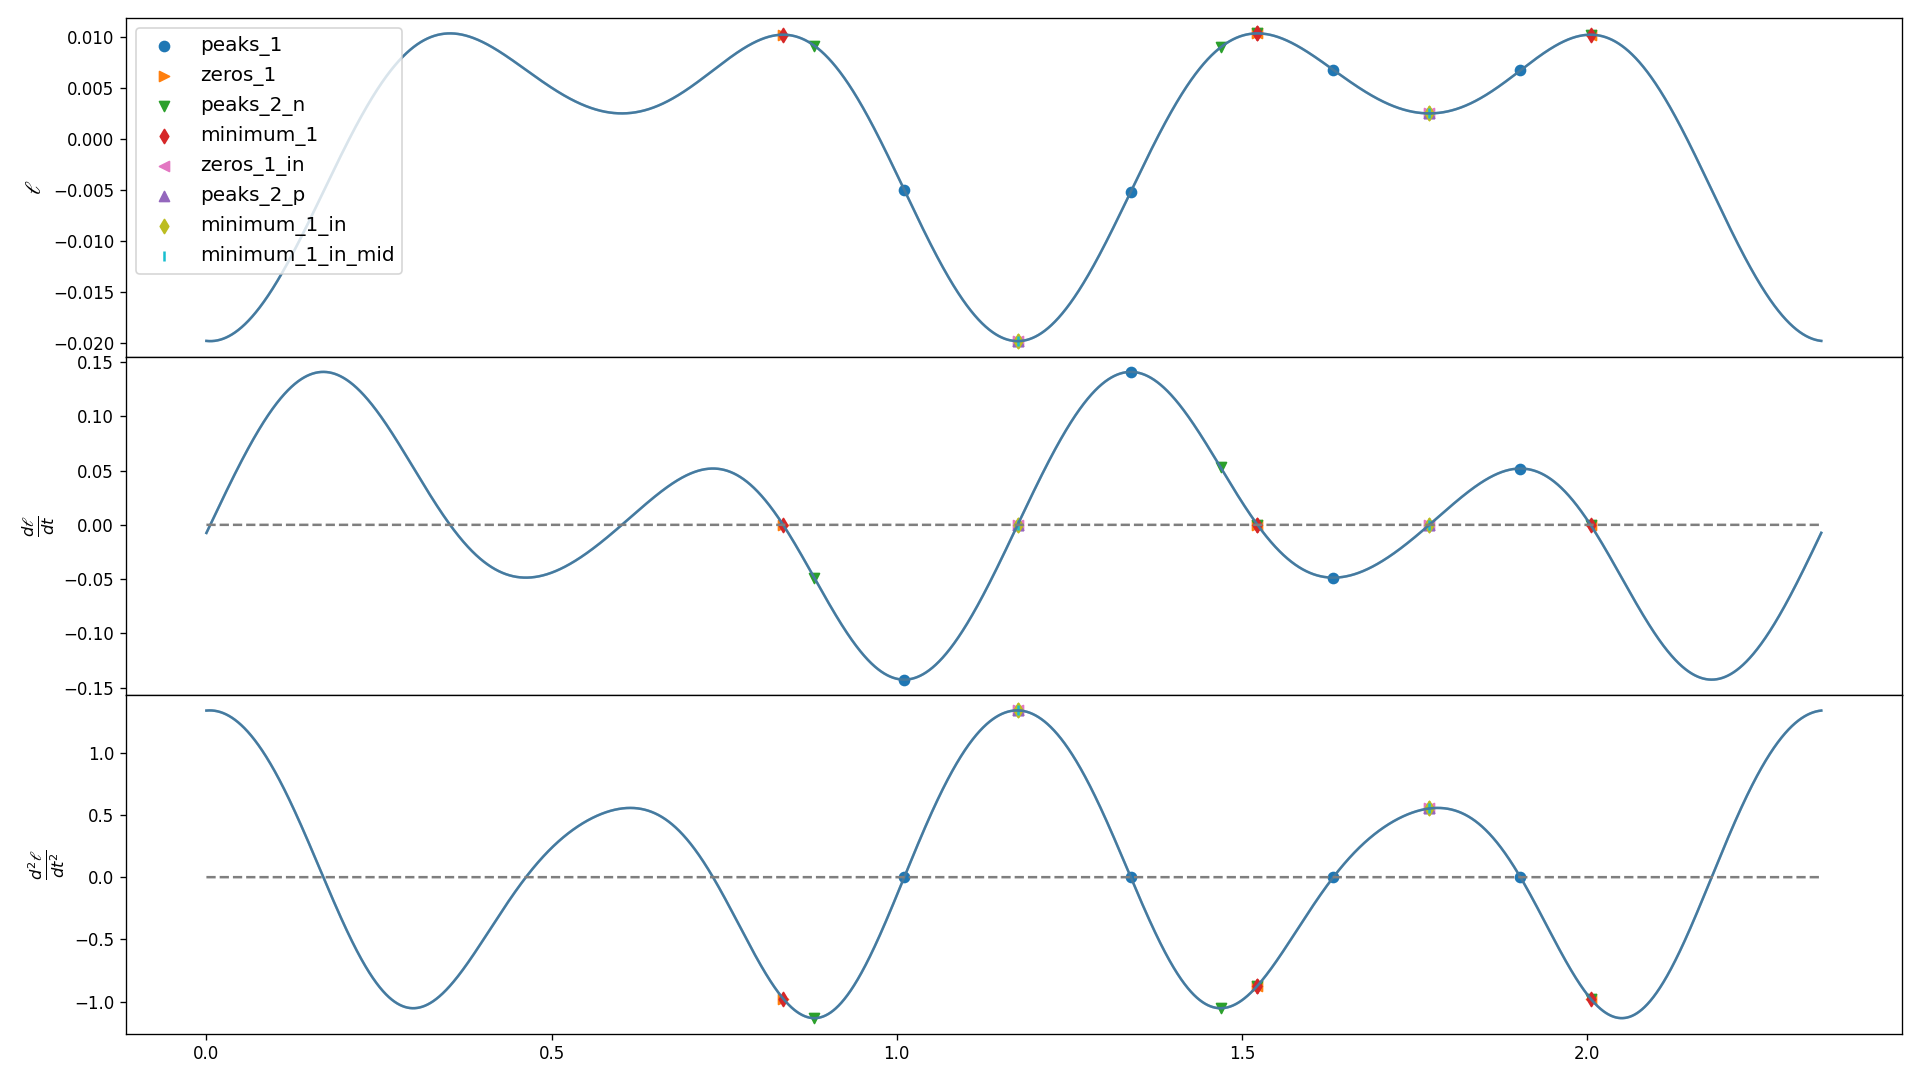 0.010
0.005
0.000
−0.005
−0.010
−0.015
−0.020
ℓ
peaks_1
zeros_1
peaks_2_n
minimum_1
zeros_1_in
peaks_2_p
minimum_1_in
minimum_1_in_mid
0.15
0.10
0.05
0.00
−0.05
−0.10
−0.15
dℓ
dt
1.0
0.5
0.0
−0.5
−1.0
d²ℓ
dt²
0.0 0.5 1.0 1.5 2.0